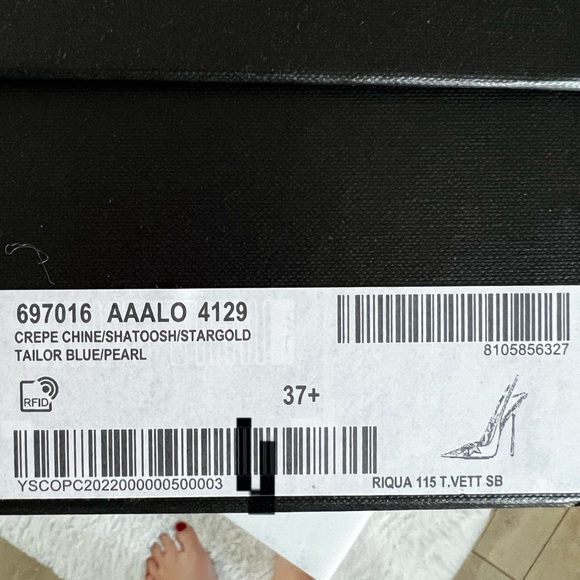 697016 AAALO 4129
CREPE CHINE/SHATOOSH/STARGOLD
TAILOR BLUE/PEARL
8105856327
RFID
37+
YSCOPC2022000000500003
RIQUA 115 T.VETT SB